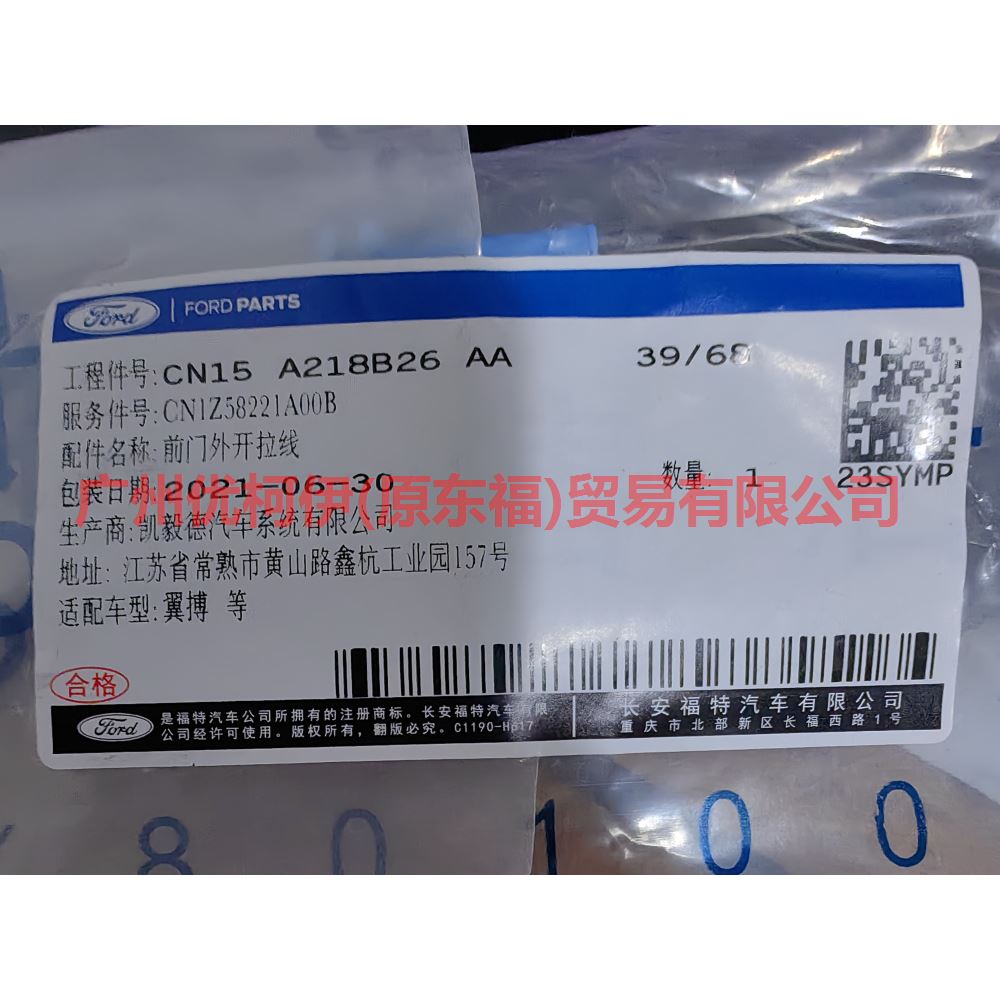 Ford | FORD PARTS
工程件号:CN15 A218B26 AA 39/68
服务件号:CN1Z58221A00B
配件名称:前门外开拉线
包装日期:2021-06-30 数量: 1 23SYMP
广州优柯伊(原东福)贸易有限公司
生产商:凯毅德汽车系统有限公司
地址: 江苏省常熟市黄山路鑫杭工业园157号
适配车型:翼搏 等
合格
Ford
是福特汽车公司所拥有的注册商标。长安福特汽车有限
公司经许可使用。版权所有,翻版必究。C1190-H617
长安福特汽车有限公司
重庆市北部新区长福西路1号
8 0 1 0 0